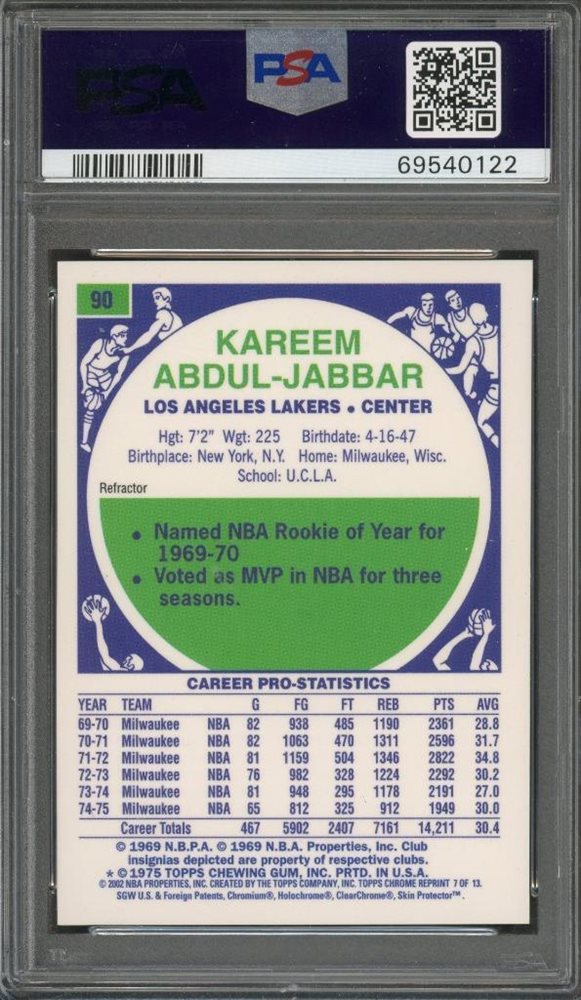 PSA
PSA
69540122
90
KAREEM
ABDUL-JABBAR
LOS ANGELES LAKERS • CENTER
Hgt: 7'2" Wgt: 225 Birthdate: 4-16-47
Birthplace: New York, N.Y. Home: Milwaukee, Wisc.
School: U.C.L.A.
Refractor
• Named NBA Rookie of Year for
1969-70
• Voted as MVP in NBA for three
seasons.
CAREER PRO-STATISTICS
YEAR TEAM G FG FT REB PTS AVG
69-70 Milwaukee NBA 82 938 485 1190 2361 28.8
70-71 Milwaukee NBA 82 1063 470 1311 2596 31.7
71-72 Milwaukee NBA 81 1159 504 1346 2822 34.8
72-73 Milwaukee NBA 76 982 328 1224 2292 30.2
73-74 Milwaukee NBA 81 948 295 1178 2191 27.0
74-75 Milwaukee NBA 65 812 325 912 1949 30.0
Career Totals 467 5902 2407 7161 14,211 30.4
© 1969 N.B.P.A. © 1969 N.B.A. Properties, Inc. Club
insignias depicted are property of respective clubs.
* © 1975 TOPPS CHEWING GUM, INC. PRTD. IN U.S.A.
© 2002 NBA PROPERTIES, INC. CREATED BY THE TOPPS COMPANY, INC. TOPPS CHROME REPRINT 7 OF 13.
SGW U.S. & Foreign Patents, Chromium®, Holochrome®, ClearChrome®, Skin Protector™.